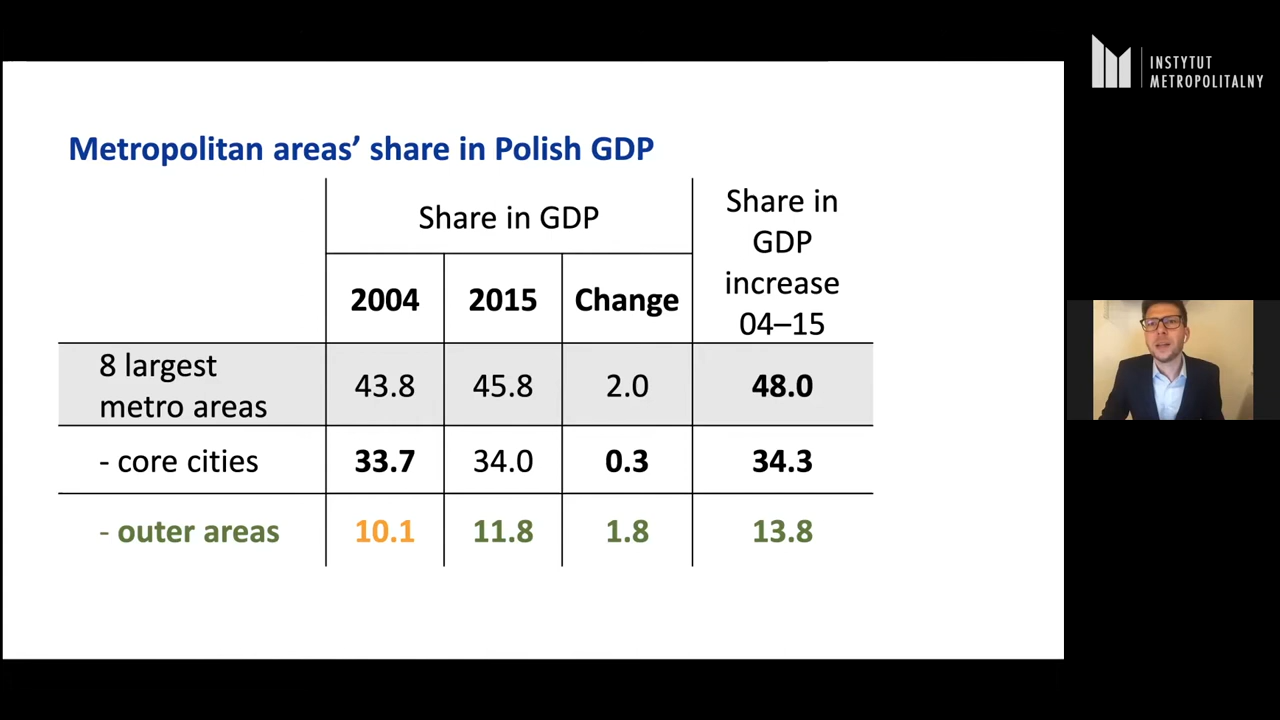 INSTYTUT
METROPOLITALNY
Metropolitan areas’ share in Polish GDP
Share in GDP
Share in
GDP
increase
04–15
2004 2015 Change
8 largest
metro areas
43.8 45.8 2.0 48.0
- core cities 33.7 34.0 0.3 34.3
- outer areas 10.1 11.8 1.8 13.8